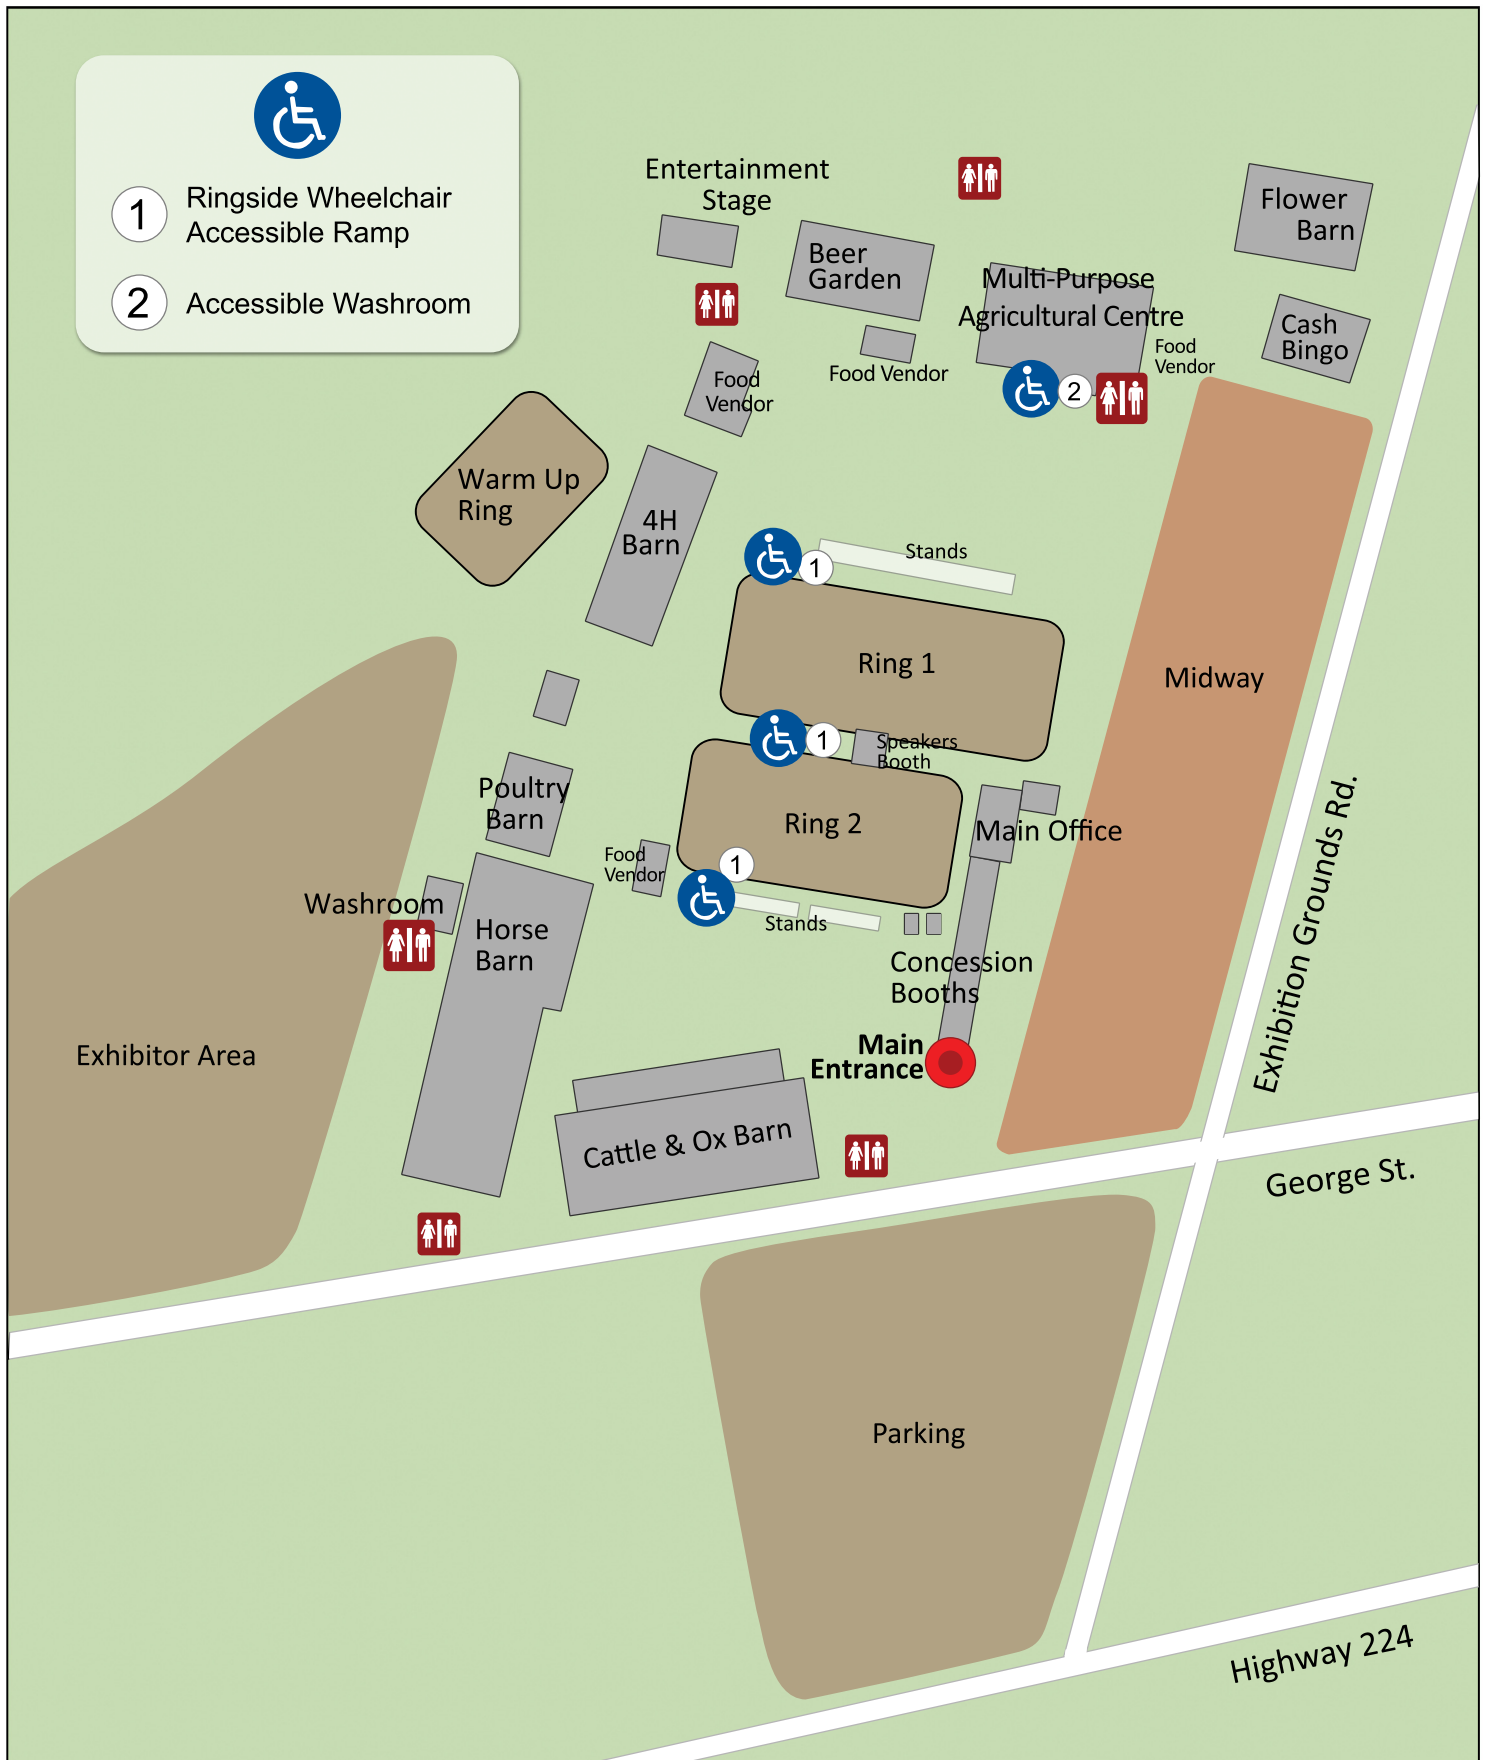 1
Ringside Wheelchair
Accessible Ramp
2
Accessible Washroom
Entertainment
Stage
Beer
Garden
Flower
Barn
Multi-Purpose
Agricultural Centre
Cash
Bingo
Food
Vendor
Food Vendor
Food
Vendor
2
Warm Up
Ring
4H
Barn
Stands
1
Ring 1
Midway
1
Speakers
Booth
Poultry
Barn
Ring 2
Main Office
Food
Vendor
1
Washroom
Horse
Barn
Stands
Concession
Booths
Exhibition Grounds Rd.
Exhibitor Area
Main
Entrance
Cattle & Ox Barn
George St.
Parking
Highway 224